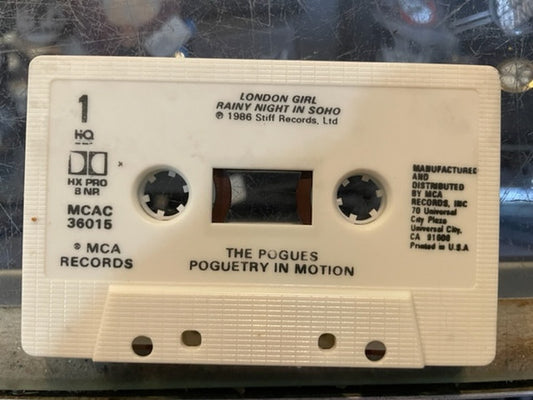 LONDON GIRL
RAINY NIGHT IN SOHO
℗ 1986 Stiff Records, Ltd
1
HQ
HX PRO
B NR
MCAC
36015
® MCA
RECORDS
THE POGUES
POGUETRY IN MOTION
MANUFACTURED
AND
DISTRIBUTED
BY MCA
RECORDS, INC
70 Universal
City Plaza
Universal City,
CA 91608
Printed in U.S.A